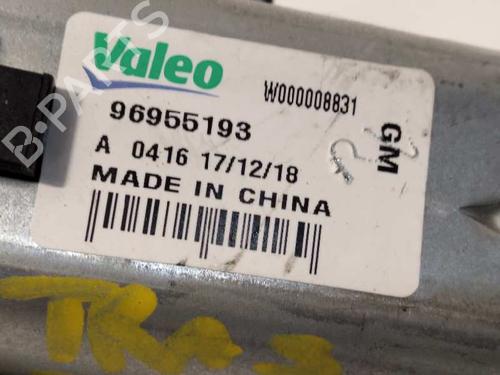 Valeo
W000008831
96955193
GM
A 0416 17/12/18
MADE IN CHINA
B-PARTS